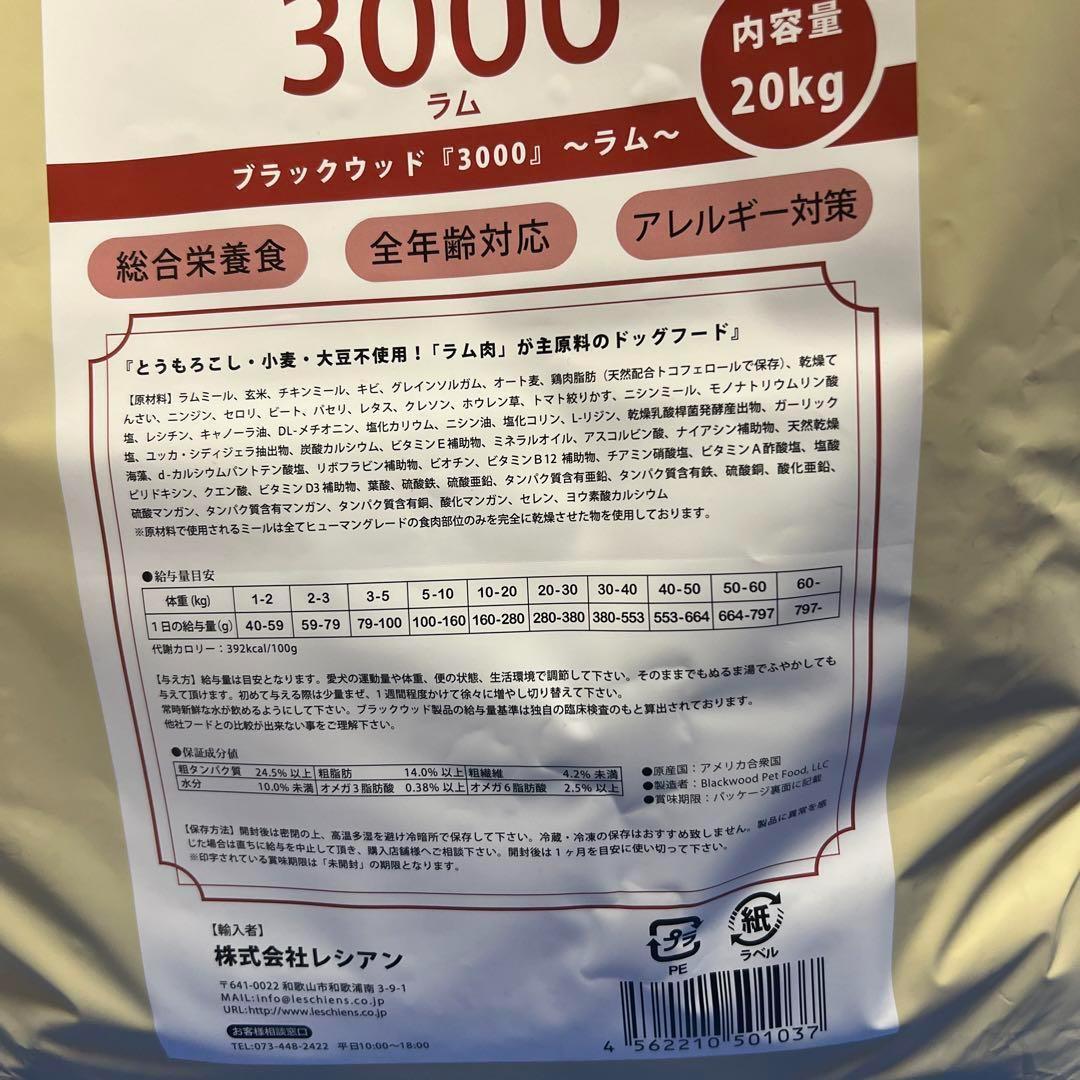 3000
ラム
内容量
20kg
ブラックウッド『3000』 ～ラム～
総合栄養食
全年齢対応
アレルギー対策
『とうもろこし・小麦・大豆不使用！「ラム肉」が主原料のドッグフード』
【原材料】ラムミール、玄米、チキンミール、キビ、グレインソルガム、オート麦、鶏肉脂肪（天然配合トコフェロールで保存）、乾燥て
んさい、ニンジン、セロリ、ビート、パセリ、レタス、クレソン、ホウレン草、トマト絞りかす、ニシンミール、モノナトリウムリン酸
塩、レシチン、キャノーラ油、DL-メチオニン、塩化カリウム、ニシン油、塩化コリン、L-リジン、乾燥乳酸桿菌発酵産出物、ガーリック
塩、ユッカ・シディジェラ抽出物、炭酸カルシウム、ビタミンE補助物、ミネラルオイル、アスコルビン酸、ナイアシン補助物、天然乾燥
海藻、d-カルシウムパントテン酸塩、リボフラビン補助物、ビオチン、ビタミンB12 補助物、チアミン硝酸塩、ビタミンA酢酸塩、塩酸
ピリドキシン、クエン酸、ビタミンD3補助物、葉酸、硫酸鉄、硫酸亜鉛、タンパク質含有亜鉛、タンパク質含有鉄、硫酸銅、酸化亜鉛、
硫酸マンガン、タンパク質含有マンガン、タンパク質含有銅、酸化マンガン、セレン、ヨウ素酸カルシウム
※原材料で使用されるミールは全てヒューマングレードの食肉部位のみを完全に乾燥させた物を使用しております。
●給与量目安
体重(kg) 1-2 2-3 3-5 5-10 10-20 20-30 30-40 40-50 50-60 60-
1日の給与量(g) 40-59 59-79 79-100 100-160 160-280 280-380 380-553 553-664 664-797 797-
代謝カロリー：392kcal/100g
【与え方】給与量は目安となります。愛犬の運動量や体重、便の状態、生活環境で調節して下さい。そのままでもぬるま湯でふやかしても
与えて頂けます。初めて与える際は少量まぜ、1週間程度かけて徐々に増やし切り替えて下さい。
常時新鮮な水が飲めるようにして下さい。ブラックウッド製品の給与量基準は独自の臨床検査のもと算出されております。
他社フードとの比較が出来ない事をご理解下さい。
●保証成分値
粗タンパク質 24.5% 以上 粗脂肪 14.0% 以上 粗繊維 4.2% 未満
水分 10.0% 未満 オメガ3脂肪酸 0.38% 以上 オメガ6脂肪酸 2.5% 以上
●原産国：アメリカ合衆国
●製造者：Blackwood Pet Food, LLC
●賞味期限：パッケージ裏面に記載
【保存方法】開封後は密閉の上、高温多湿を避け冷暗所で保存して下さい。冷蔵・冷凍の保存はおすすめ致しません。製品に異常を感
じた場合は直ちに給与を中止して頂き、購入店舗様へご相談下さい。開封後は1ヶ月を目安に使い切って下さい。
※印字されている賞味期限は「未開封」の期限となります。
【輸入者】
株式会社レシアン
〒641-0022 和歌山市和歌浦南 3-9-1
MAIL:info@leschiens.co.jp
URL:http://www.leschiens.co.jp
お客様相談窓口
TEL:073-448-2422 平日10:00～18:00
プラ
PE
紙
ラベル
4 562210 501037